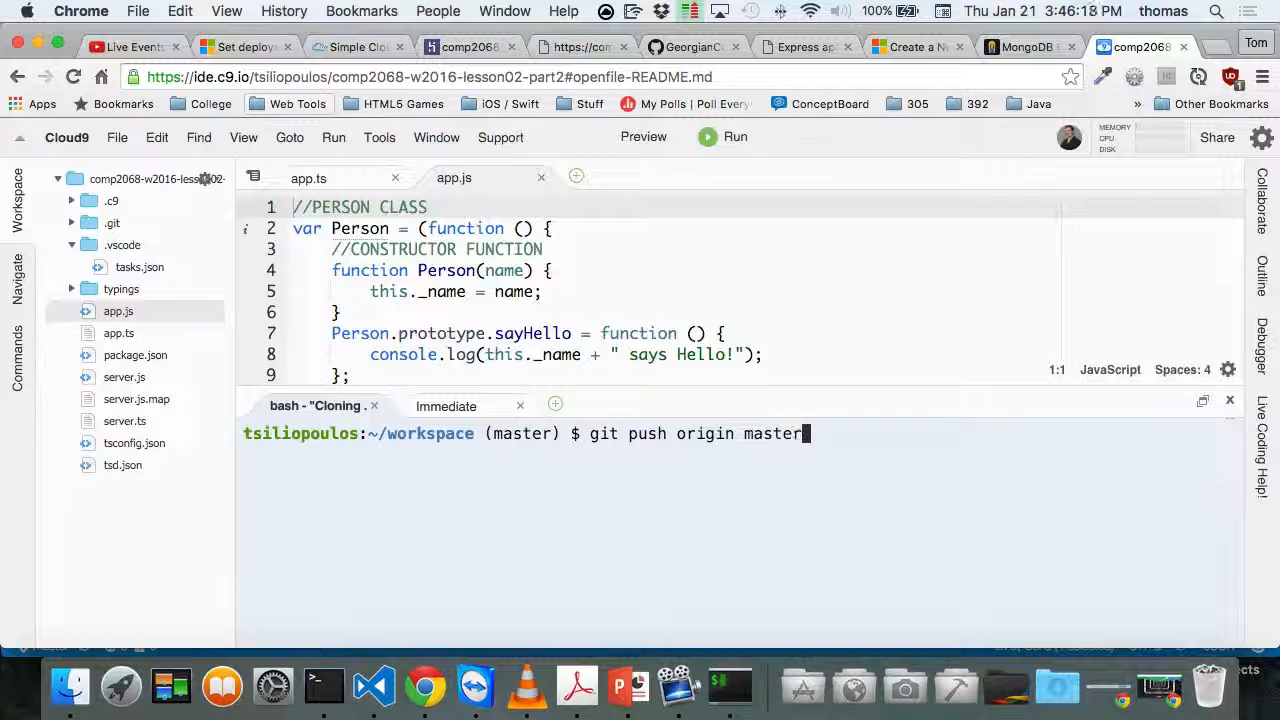 Chrome File Edit View History Bookmarks People Window Help 100% Thu Jan 21 3:46:13 PM thomas
Live Events Set deploy Simple Clo comp2068 https://com GeorgianCo Express ap Create a Ne MongoDB comp2068 Tom
https://ide.c9.io/tsiliopoulos/comp2068-w2016-lesson02-part2#openfile-README.md
Apps Bookmarks College Web Tools HTML5 Games iOS / Swift Stuff My Polls | Poll Every ConceptBoard 305 392 Java » Other Bookmarks
Cloud9 File Edit Find View Goto Run Tools Window Support Preview Run MEMORY CPU DISK Share
Workspace
Navigate
Commands
comp2068-w2016-lesson02-
.c9
.git
.vscode
tasks.json
typings
app.js
app.ts
package.json
server.js
server.js.map
server.ts
tsconfig.json
tsd.json
app.ts app.js
1 //PERSON CLASS
2 var Person = (function () {
3 //CONSTRUCTOR FUNCTION
4 function Person(name) {
5 this._name = name;
6 }
7 Person.prototype.sayHello = function () {
8 console.log(this._name + " says Hello!");
9 };
1:1 JavaScript Spaces: 4
bash - "Cloning . Immediate
tsiliopoulos:~/workspace (master) $ git push origin master
Collaborate
Outline
Debugger
Live Coding Help!